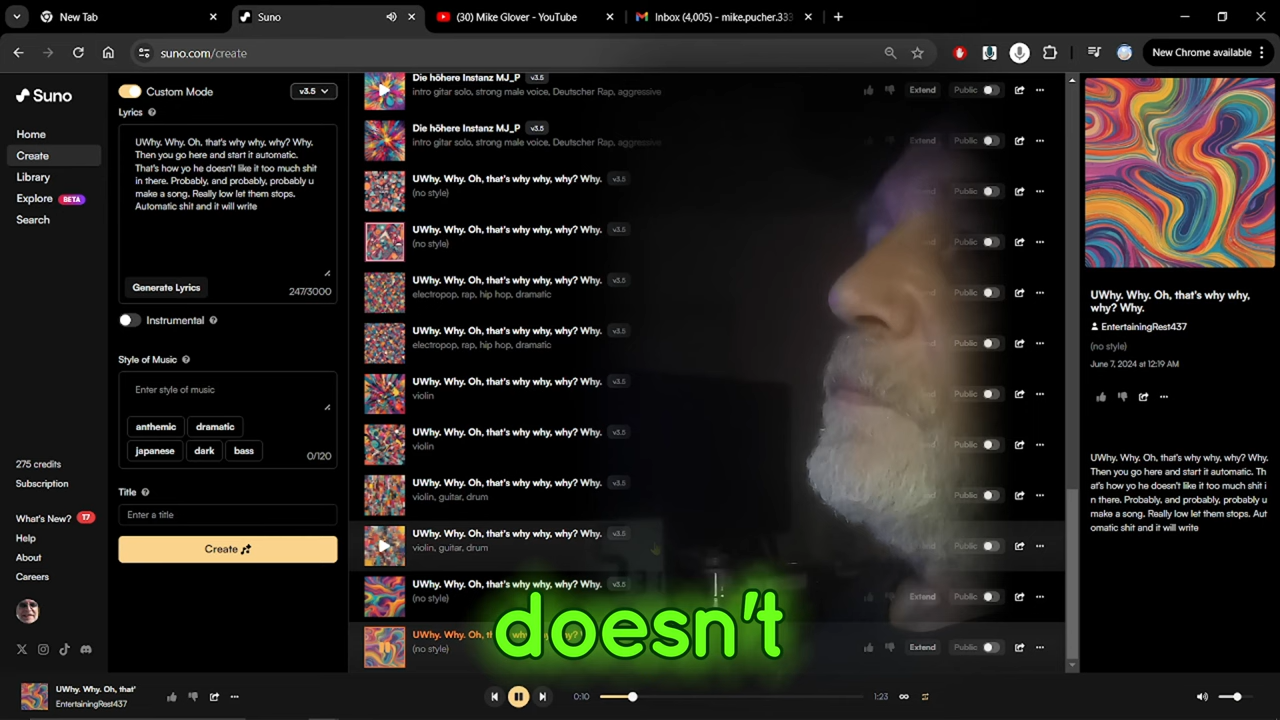 New Tab
Suno
(30) Mike Glover - YouTube
Inbox (4,005) - mike.pucher.333
suno.com/create
New Chrome available
Suno
Home
Create
Library
Explore BETA
Search
275 credits
Subscription
What's New? 17
Help
About
Careers
Custom Mode
v3.5
Lyrics
UWhy. Why. Oh, that's why why, why? Why.
Then you go here and start it automatic.
That's how yo he doesn't like it too much shit
in there. Probably, and probably, probably u
make a song. Really low let them stops.
Automatic shit and it will write
Generate Lyrics
247/3000
Instrumental
Style of Music
Enter style of music
anthemic
dramatic
japanese
dark
bass
0/120
Title
Enter a title
Create
Die höhere Instanz MJ_P v3.5
intro gitar solo, strong male voice, Deutscher Rap, aggressive
Extend Public
Die höhere Instanz MJ_P v3.5
intro gitar solo, strong male voice, Deutscher Rap, aggressive
Extend Public
UWhy. Why. Oh, that's why why, why? Why. v3.5
(no style)
Public
UWhy. Why. Oh, that's why why, why? Why. v3.5
(no style)
Public
UWhy. Why. Oh, that's why why, why? Why. v3.5
electropop, rap, hip hop, dramatic
Public
UWhy. Why. Oh, that's why why, why? Why. v3.5
electropop, rap, hip hop, dramatic
Public
UWhy. Why. Oh, that's why why, why? Why. v3.5
violin
Public
UWhy. Why. Oh, that's why why, why? Why. v3.5
violin
Public
UWhy. Why. Oh, that's why why, why? Why. v3.5
violin, guitar, drum
Public
UWhy. Why. Oh, that's why why, why? Why. v3.5
violin, guitar, drum
Public
UWhy. Why. Oh, that's why why, why? Why. v3.5
(no style)
Extend Public
UWhy. Why. Oh, that's
(no style)
Extend Public
doesn't
UWhy. Why. Oh, that's why why,
why? Why.
EntertainingRest437
(no style)
June 7, 2024 at 12:19 AM
UWhy. Why. Oh, that's why why, why? Why.
Then you go here and start it automatic. Th
at's how yo he doesn't like it too much shit i
n there. Probably, and probably, probably u
make a song. Really low let them stops. Aut
omatic shit and it will write
UWhy. Why. Oh, that'
EntertainingRest437
0:10
1:23